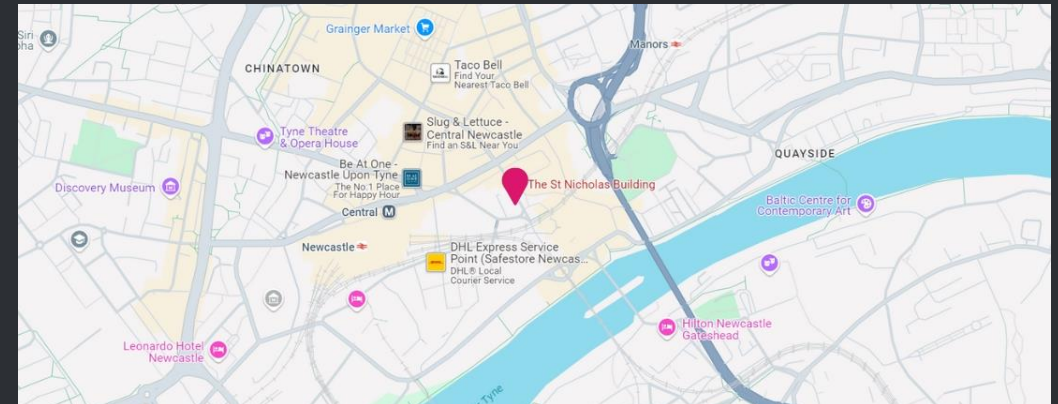 Grainger Market
Siri
Manors
CHINATOWN
Taco Bell
Find Your
Nearest Taco Bell
Slug & Lettuce -
Central Newcastle
Find an S&L Near You
Tyne Theatre
& Opera House
QUAYSIDE
Be At One -
Newcastle Upon Tyne
The No.1 Place
For Happy Hour
The St Nicholas Building
Discovery Museum
Baltic Centre for
Contemporary Art
Central M
Newcastle
DHL Express Service
Point (Safestore Newcas...
DHL® Local
Courier Service
Hilton Newcastle
Gateshead
Leonardo Hotel
Newcastle
Tyne